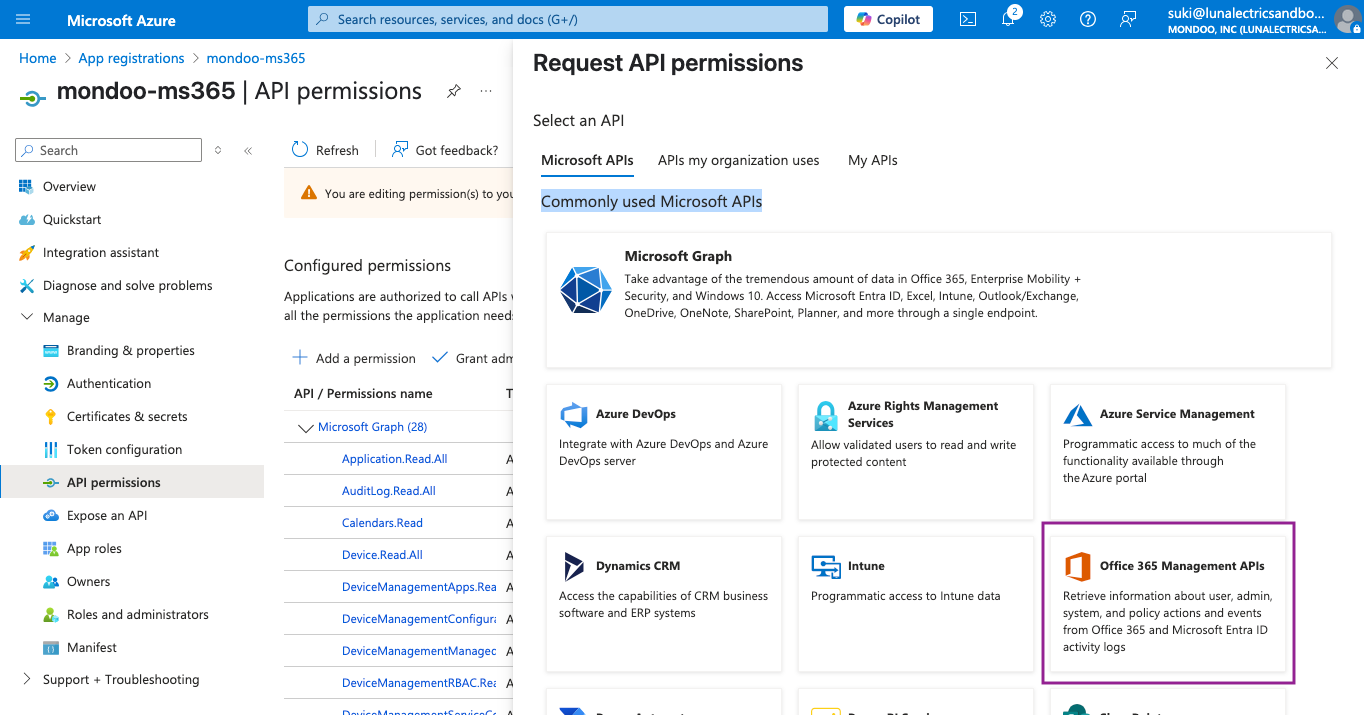 Microsoft Azure
Search resources, services, and docs (G+/)
Copilot
2
suki@lunalectricsandbo...
MONDOO, INC (LUNALECTRICSA...
Home > App registrations > mondoo-ms365
mondoo-ms365 | API permissions
Search
Overview
Quickstart
Integration assistant
Diagnose and solve problems
Manage
Branding & properties
Authentication
Certificates & secrets
Token configuration
API permissions
Expose an API
App roles
Owners
Roles and administrators
Manifest
Support + Troubleshooting
Refresh
Got feedback?
You are editing permission(s) to you
Configured permissions
Applications are authorized to call APIs
all the permissions the application need
Add a permission
Grant adm
API / Permissions name
T
Microsoft Graph (28)
Application.Read.All
A
AuditLog.Read.All
A
Calendars.Read
A
Device.Read.All
A
DeviceManagementApps.Rea
A
DeviceManagementConfigura
A
DeviceManagementManagec
A
DeviceManagementRBAC.Rea
A
Request API permissions
Select an API
Microsoft APIs
APIs my organization uses
My APIs
Commonly used Microsoft APIs
Microsoft Graph
Take advantage of the tremendous amount of data in Office 365, Enterprise Mobility +
Security, and Windows 10. Access Microsoft Entra ID, Excel, Intune, Outlook/Exchange,
OneDrive, OneNote, SharePoint, Planner, and more through a single endpoint.
Azure DevOps
Integrate with Azure DevOps and Azure
DevOps server
Azure Rights Management
Services
Allow validated users to read and write
protected content
Azure Service Management
Programmatic access to much of the
functionality available through
the Azure portal
Dynamics CRM
Access the capabilities of CRM business
software and ERP systems
Intune
Programmatic access to Intune data
Office 365 Management APIs
Retrieve information about user, admin,
system, and policy actions and events
from Office 365 and Microsoft Entra ID
activity logs